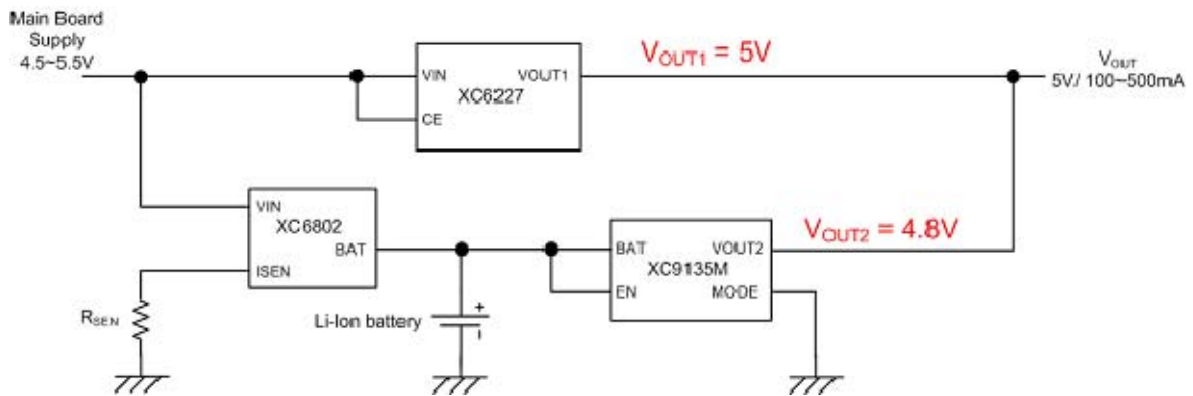 Main Board
Supply
4.5~5.5V
VIN
VOUT1
XC6227
CE
VOUT1 = 5V
VOUT
5V./ 100~500mA
VIN
XC6802
BAT
ISEN
RSEN
Li-Ion battery
+
BAT
VOUT2
XC9135M
EN
MODE
VOUT2 = 4.8V